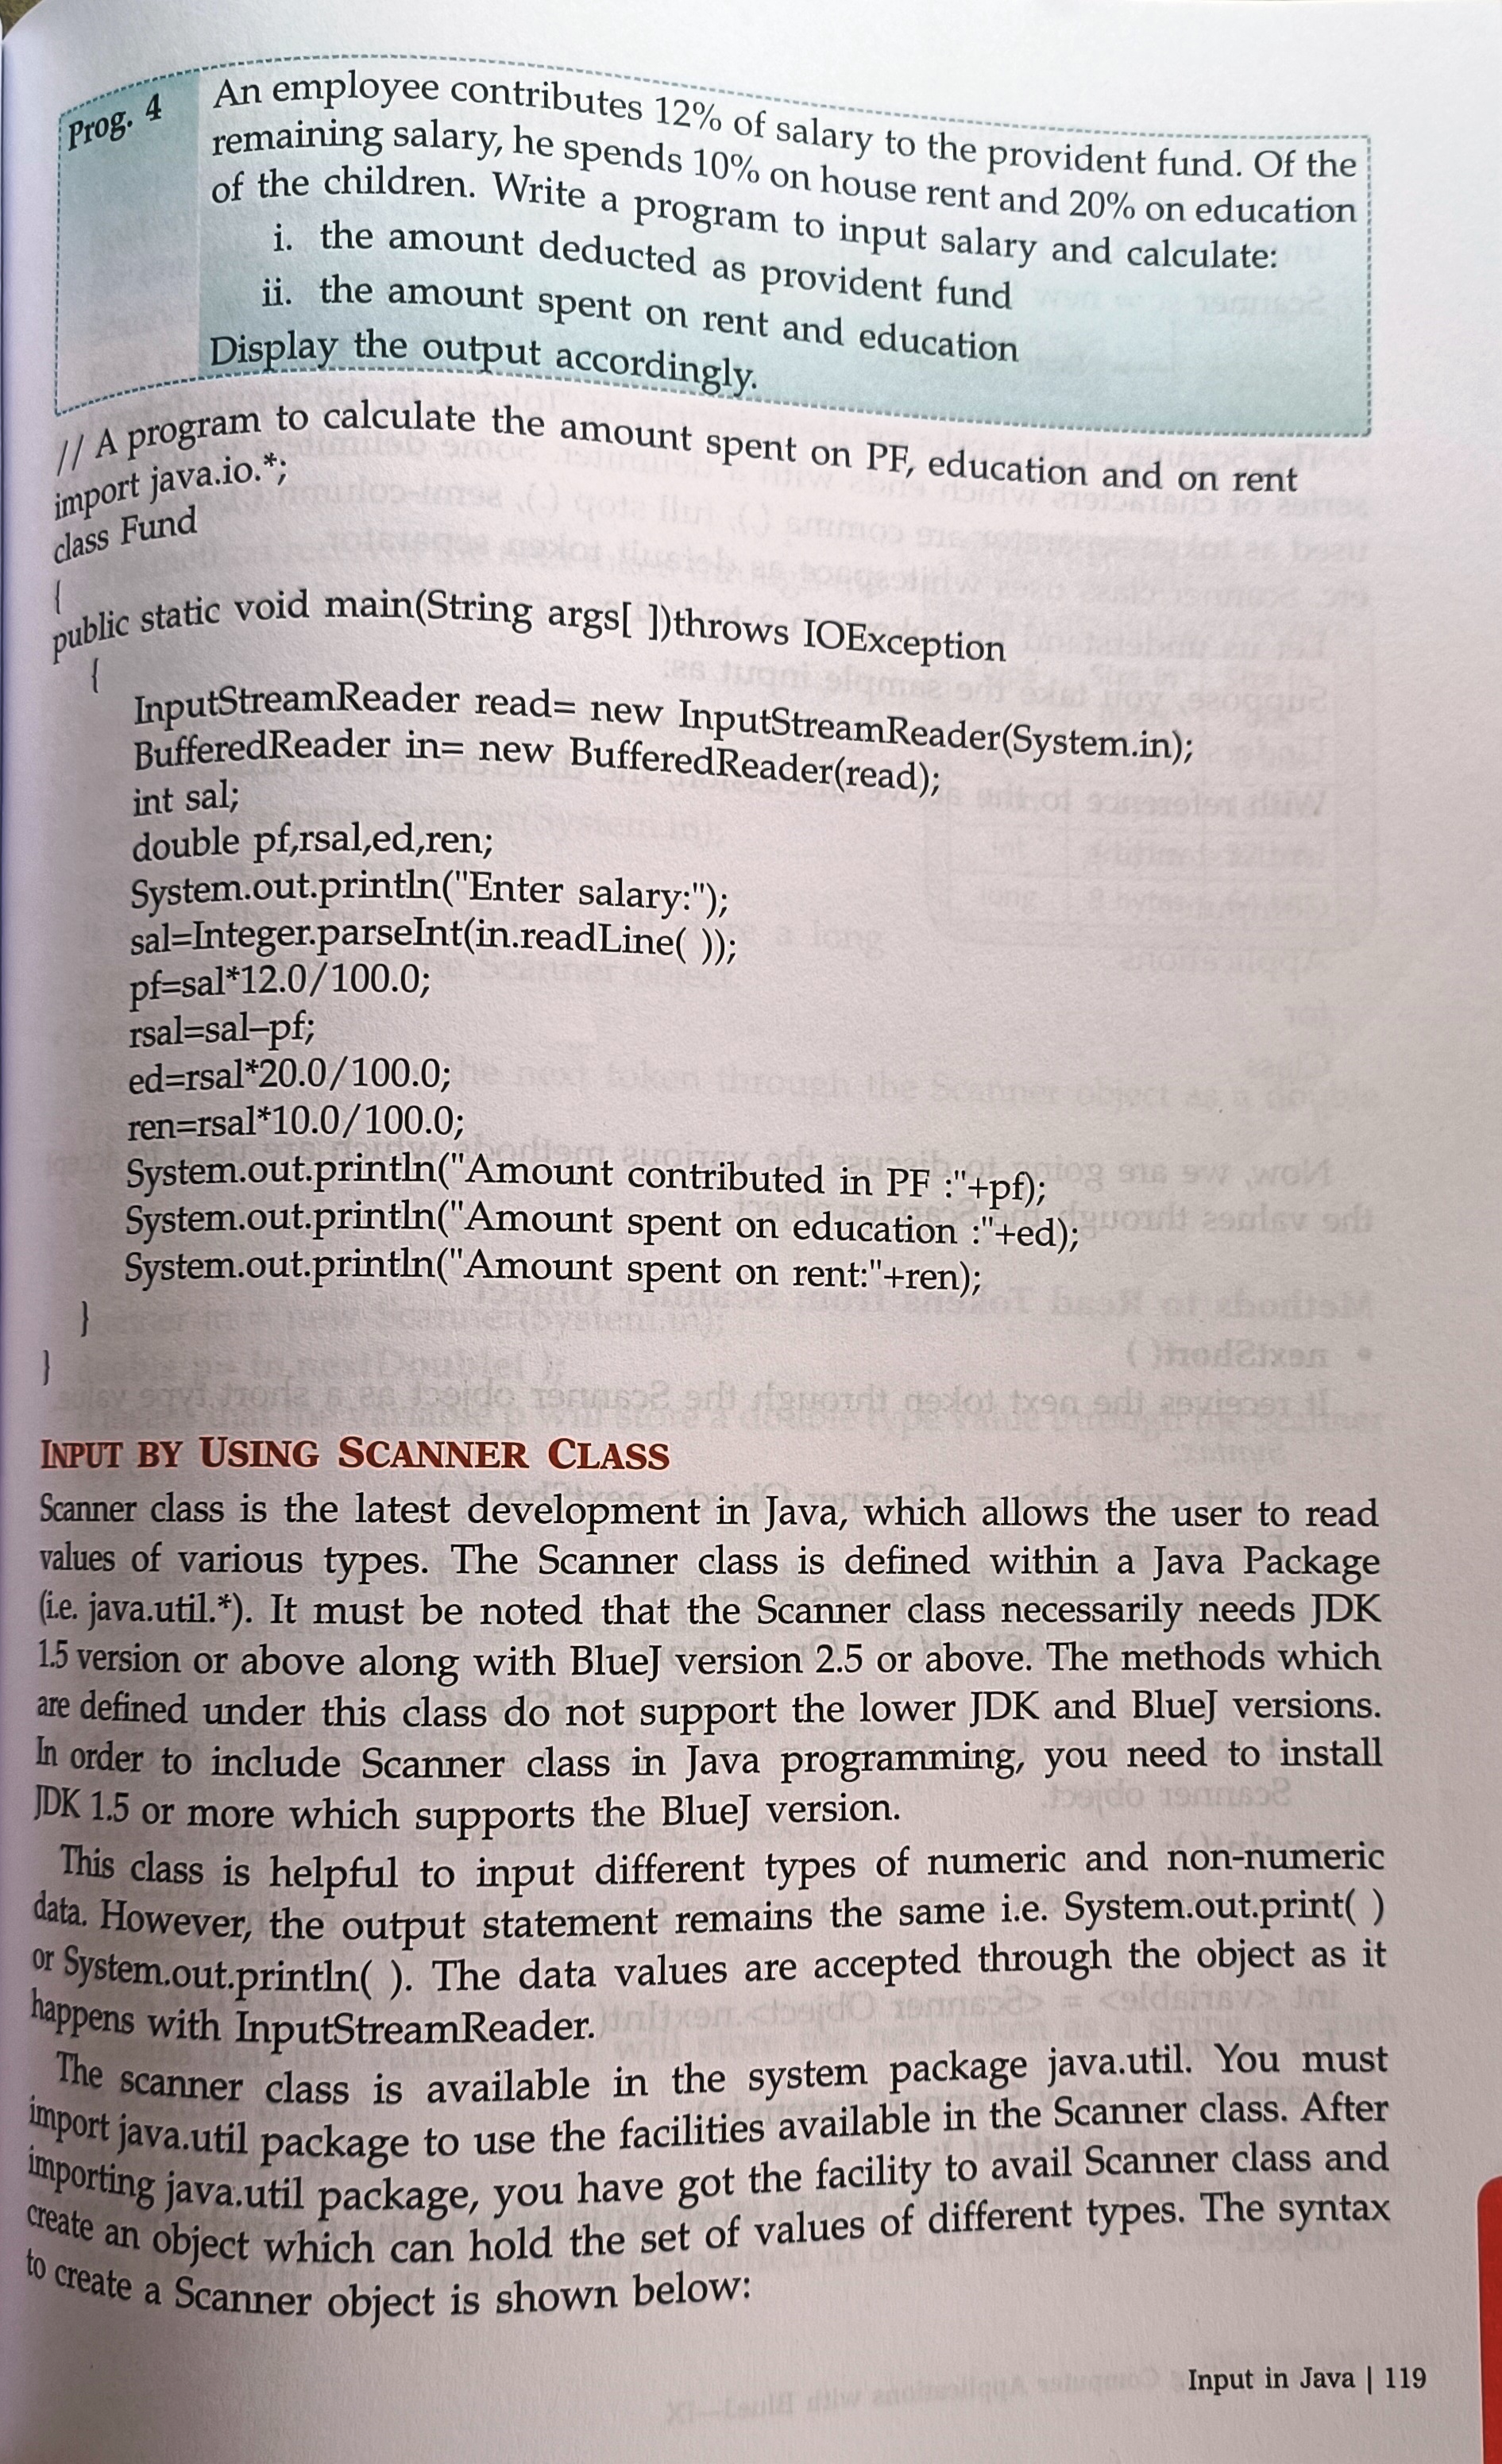 Prog. 4
An employee contributes 12% of salary to the provident fund. Of the
remaining salary, he spends 10% on house rent and 20% on education
of the children. Write a program to input salary and calculate:
i. the amount deducted as provident fund
ii. the amount spent on rent and education
Display the output accordingly.
// A program to calculate the amount spent on PF, education and on rent
import java.io.*;
class Fund
{
public static void main(String args[ ])throws IOException
{
InputStreamReader read= new InputStreamReader(System.in);
BufferedReader in= new BufferedReader(read);
int sal;
double pf,rsal,ed,ren;
System.out.println("Enter salary:");
sal=Integer.parseInt(in.readLine( ));
pf=sal*12.0/100.0;
rsal=sal–pf;
ed=rsal*20.0/100.0;
ren=rsal*10.0/100.0;
System.out.println("Amount contributed in PF :"+pf);
System.out.println("Amount spent on education :"+ed);
System.out.println("Amount spent on rent:"+ren);
}
}
INPUT BY USING SCANNER CLASS
Scanner class is the latest development in Java, which allows the user to read
values of various types. The Scanner class is defined within a Java Package
(i.e. java.util.*). It must be noted that the Scanner class necessarily needs JDK
1.5 version or above along with BlueJ version 2.5 or above. The methods which
are defined under this class do not support the lower JDK and BlueJ versions.
In order to include Scanner class in Java programming, you need to install
JDK 1.5 or more which supports the BlueJ version.
This class is helpful to input different types of numeric and non-numeric
data. However, the output statement remains the same i.e. System.out.print( )
or System.out.println( ). The data values are accepted through the object as it
happens with InputStreamReader.
The scanner class is available in the system package java.util. You must
import java.util package to use the facilities available in the Scanner class. After
importing java.util package, you have got the facility to avail Scanner class and
create an object which can hold the set of values of different types. The syntax
to create a Scanner object is shown below:
Input in Java | 119